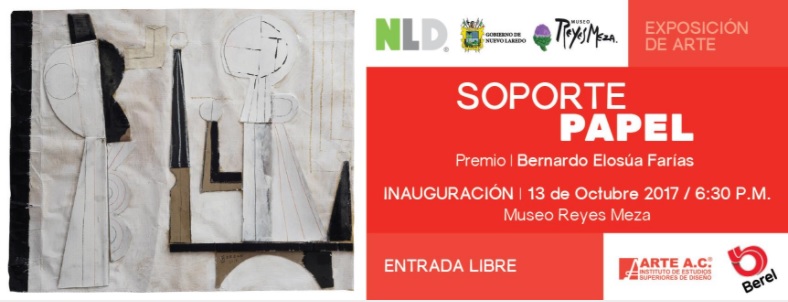 NLD®
GOBIERNO DE
NUEVO LAREDO
MUSEO
REYES MEZA.
EXPOSICIÓN
DE ARTE
SOPORTE
PAPEL
Premio | Bernardo Elosúa Farías
INAUGURACIÓN | 13 de Octubre 2017 / 6:30 P.M.
Museo Reyes Meza
ENTRADA LIBRE
ARTE A.C.®
INSTITUTO DE ESTUDIOS
SUPERIORES DE DISEÑO
Berel